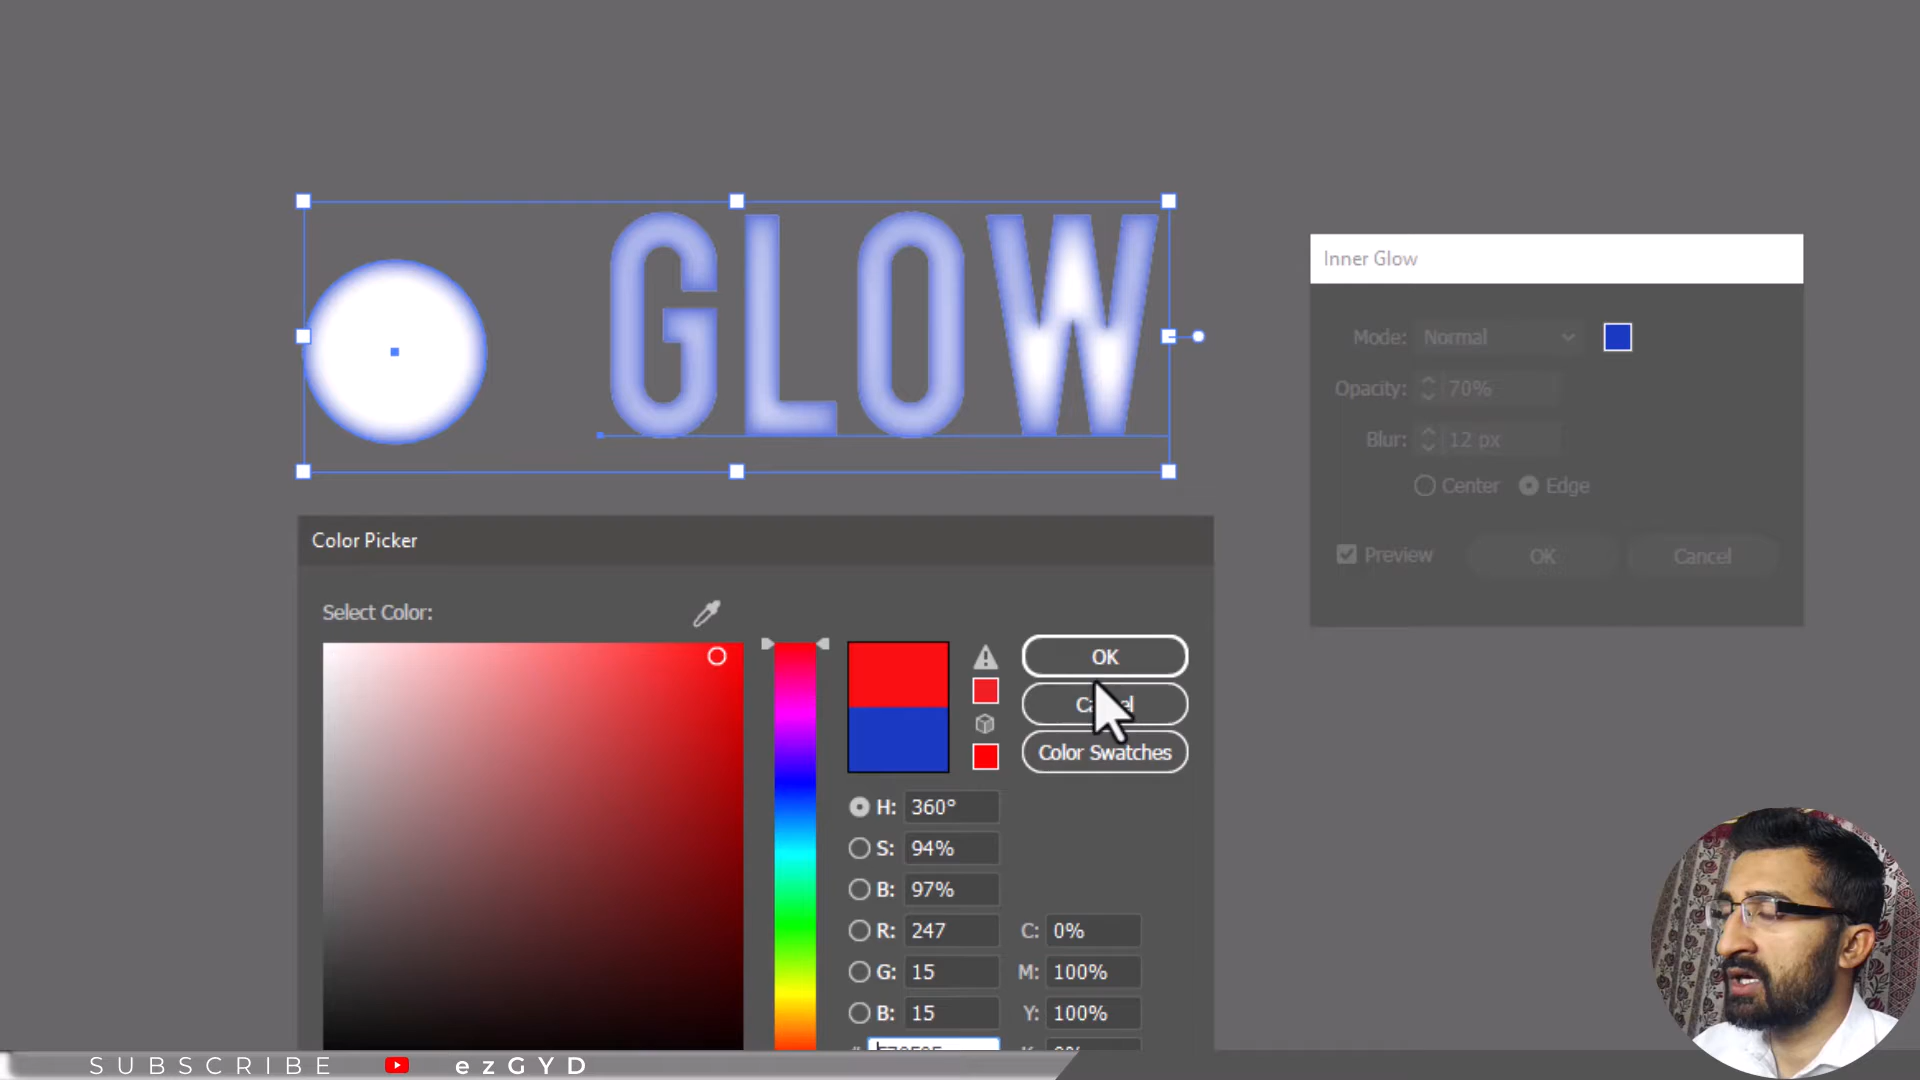 GLOW
Inner Glow
Mode: Normal
Opacity: 70%
Blur: 12 px
Center Edge
Preview OK Cancel
Color Picker
Select Color:
OK
Color Swatches
H: 360°
S: 94%
B: 97%
R: 247 C: 0%
G: 15 M: 100%
B: 15 Y: 100%
SUBSCRIBE ezGYD